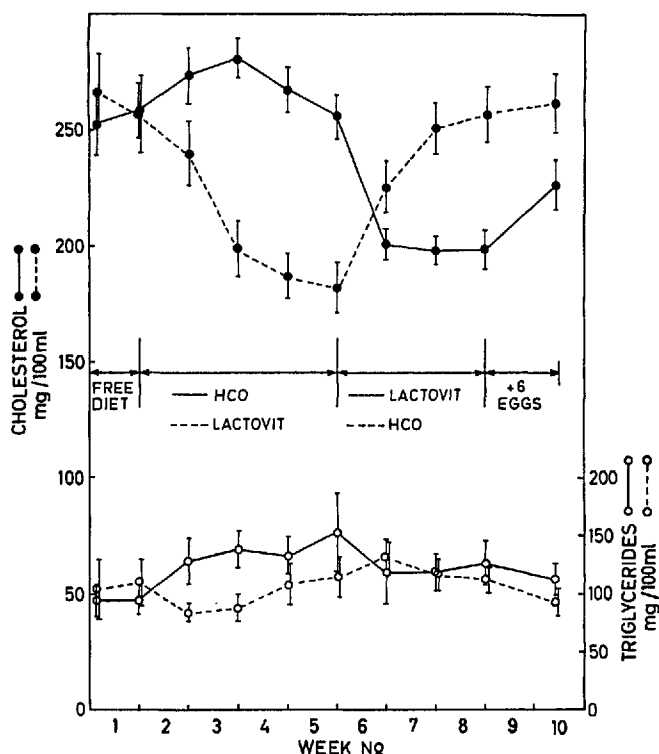 250
200
150
100
50
0
CHOLESTEROL
mg/100ml
FREE
DIET
HCO
LACTOVIT
LACTOVIT
HCO
+6
EGGS
200
150
100
50
0
TRIGLYCERIDES
mg/100ml
1 2 3 4 5 6 7 8 9 10
WEEK No